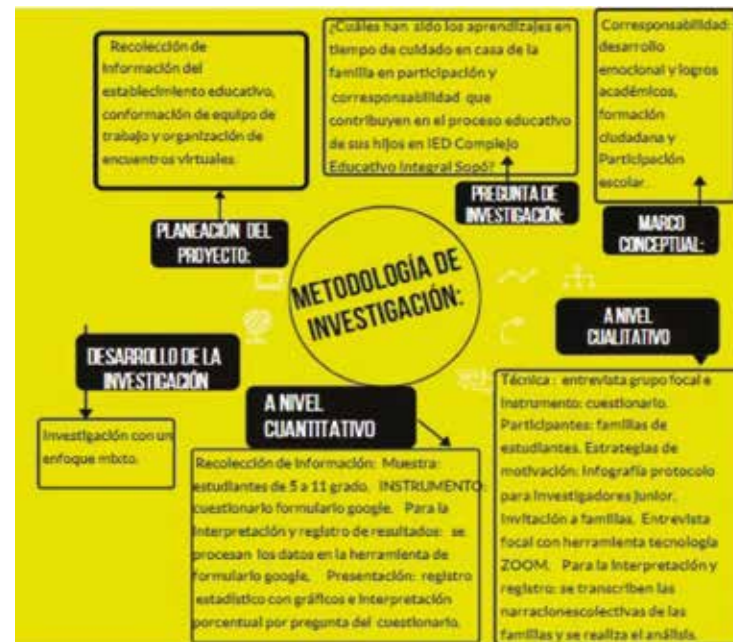 Recolección de
información del
establecimiento educativo,
conformación de equipo de
trabajo y organización de
encuentros virtuales.
PLANEACIÓN DEL
PROYECTO:
¿Cuáles han sido los aprendizajes en
tiempo de cuidado en casa de la
familia en participación y
corresponsabilidad que
contribuyen en el proceso educativo
de sus hijos en IED Complejo
Educativo Integral Sopó?
PREGUNTA DE
INVESTIGACIÓN:
Corresponsabilidad:
desarrollo
emocional y logros
académicos,
formación
ciudadana y
Participación
escolar.
MARCO
CONCEPTUAL:
METODOLOGÍA DE
INVESTIGACIÓN:
DESARROLLO DE LA
INVESTIGACIÓN
Investigación con un
enfoque mixto.
A NIVEL
CUANTITATIVO
Recolección de Información: Muestra:
estudiantes de 5 a 11 grado. INSTRUMENTO:
cuestionario formulario google. Para la
interpretación y registro de resultados: se
procesan los datos en la herramienta de
formulario google. Presentación: registro
estadístico con gráficos e interpretación
porcentual por pregunta del cuestionario.
A NIVEL
CUALITATIVO
Técnica : entrevista grupo focal e
instrumento: cuestionario.
Participantes: familias de
estudiantes. Estrategias de
motivación: Infografía protocolo
para investigadores junior.
Invitación a familias. Entrevista
focal con herramienta tecnología
ZOOM. Para la interpretación y
registro: se transcriben las
narracionescolectivas de las
familias y se realiza el análisis.